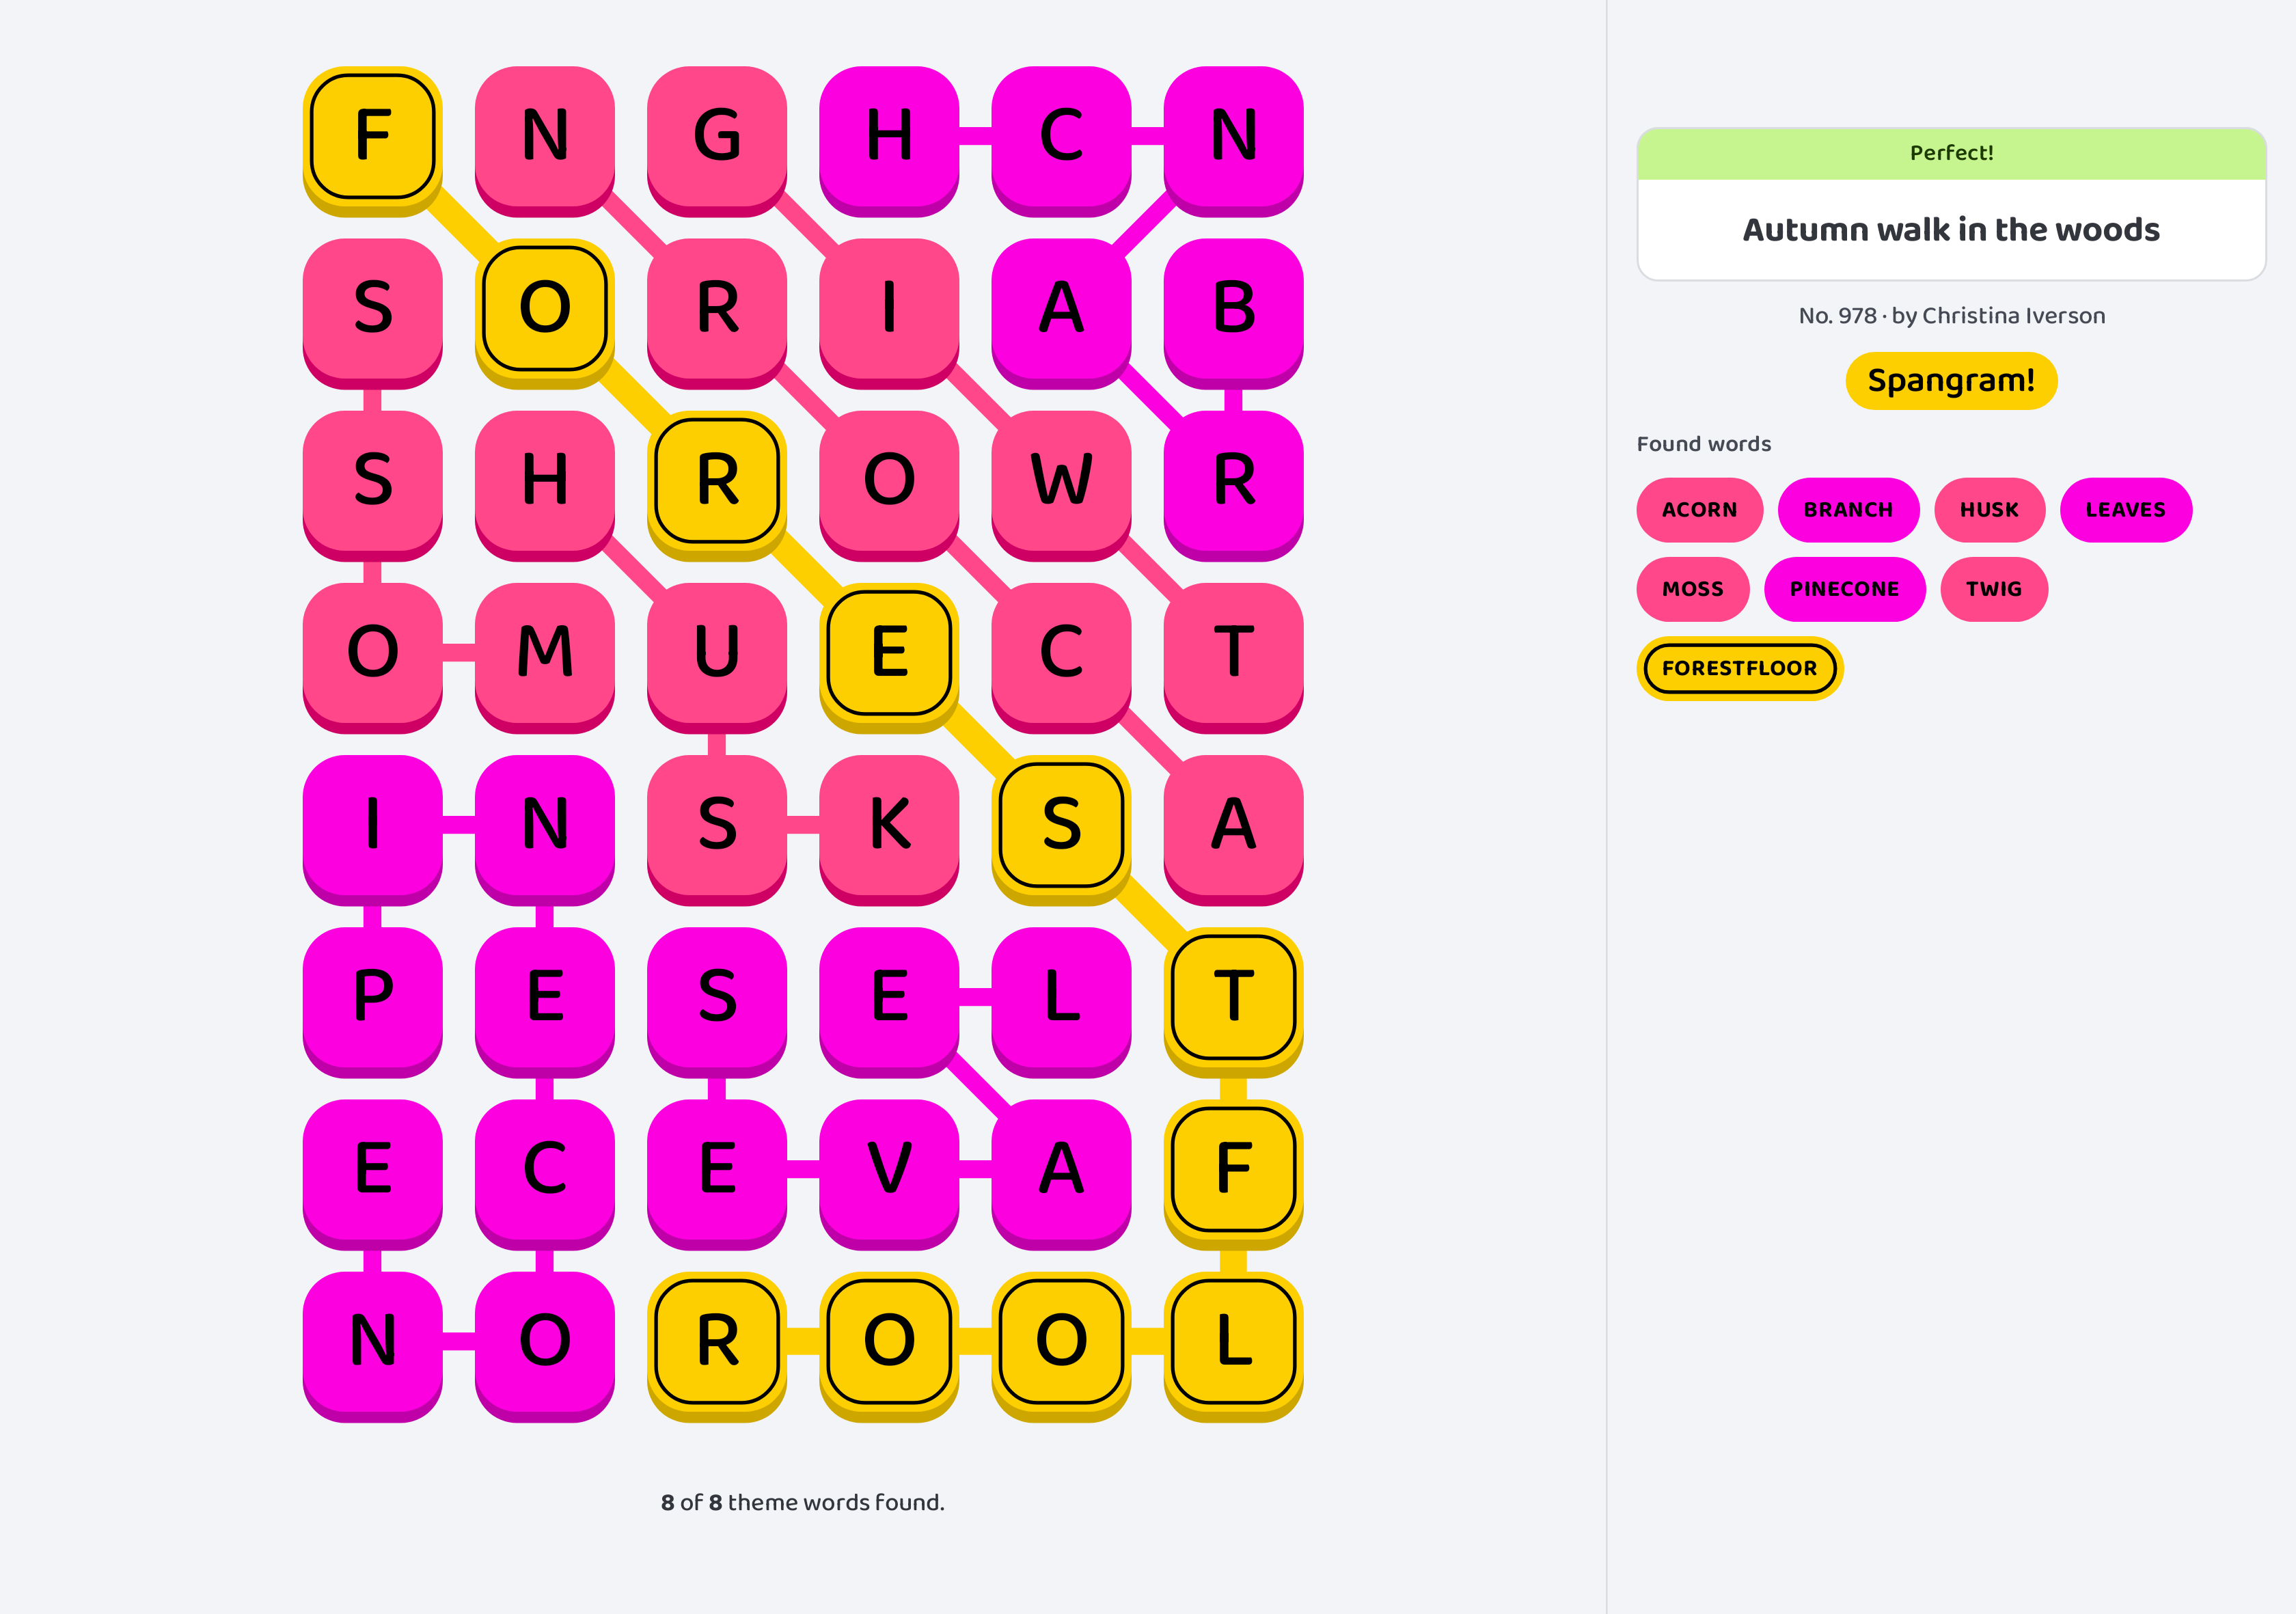 F N G H C N
S O R I A B
S H R O W R
O M U E C T
I N S K S A
P E S E L T
E C E V A F
N O R O O L
8 of 8 theme words found.
Perfect!
Autumn walk in the woods
No. 978 · by Christina Iverson
Spangram!
Found words
ACORN BRANCH HUSK LEAVES
MOSS PINECONE TWIG
FORESTFLOOR